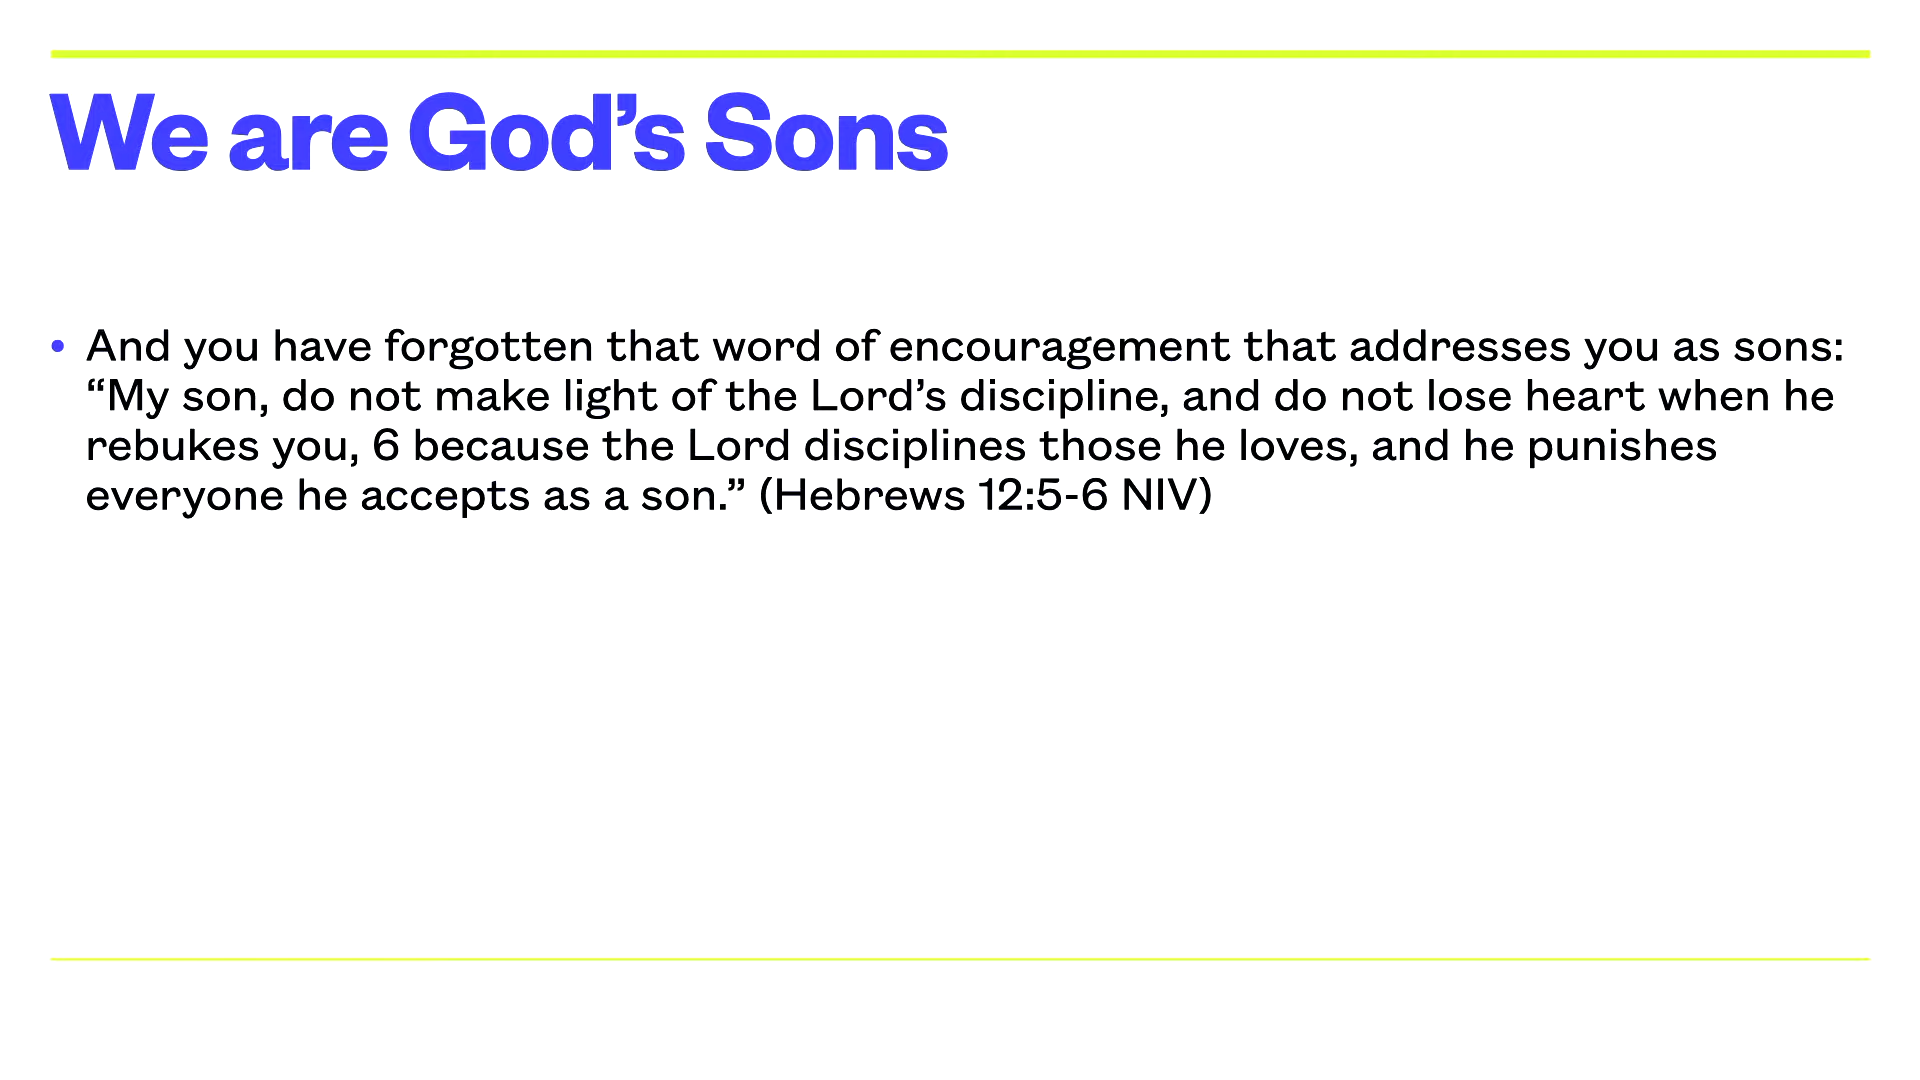 We are God’s Sons
• And you have forgotten that word of encouragement that addresses you as sons:
“My son, do not make light of the Lord’s discipline, and do not lose heart when he
rebukes you, 6 because the Lord disciplines those he loves, and he punishes
everyone he accepts as a son.” (Hebrews 12:5-6 NIV)